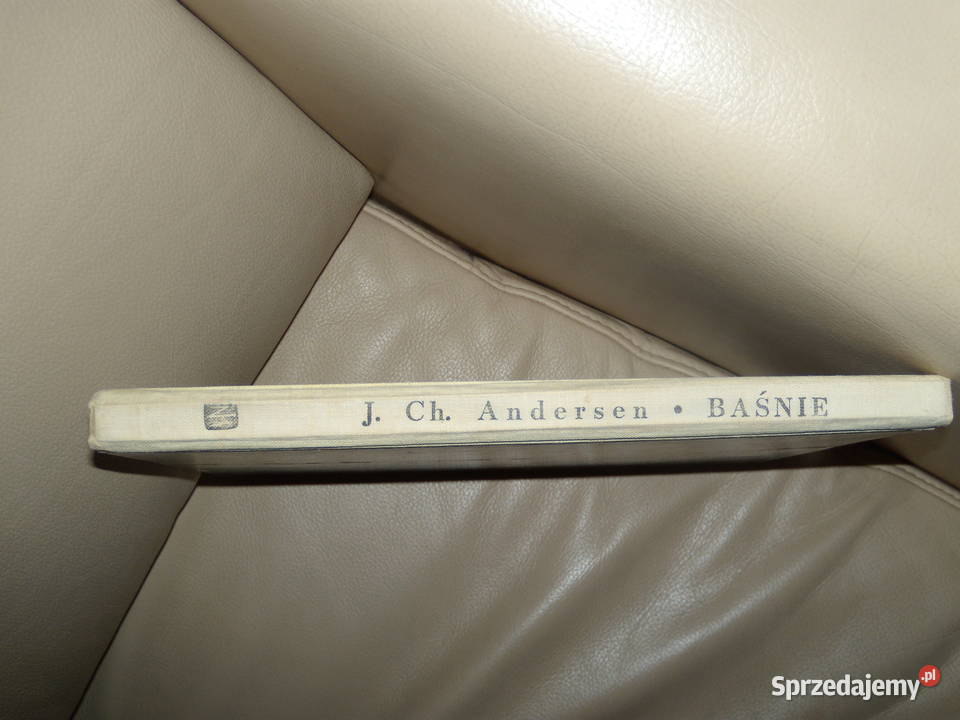 J. Ch. Andersen • BAŚNIE
Sprzedajemy.pl